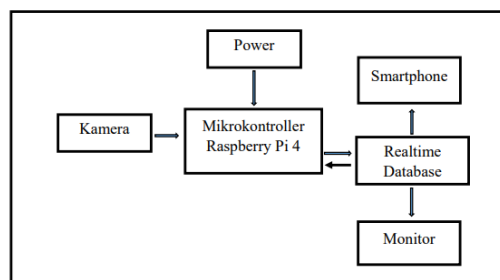 Power
Smartphone
Kamera
Mikrokontroller
Raspberry Pi 4
Realtime
Database
Monitor